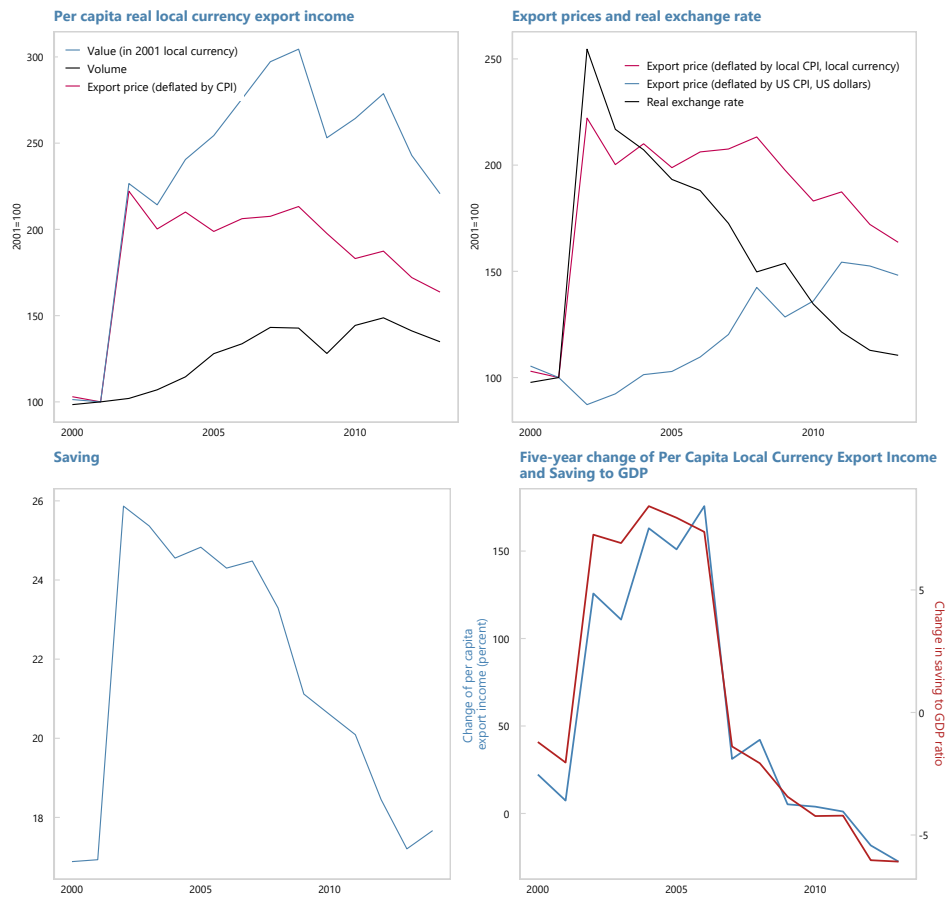 Per capita real local currency export income
Value (in 2001 local currency)
Volume
Export price (deflated by CPI)
2001=100
300
250
200
150
100
2000
2005
2010
Export prices and real exchange rate
Export price (deflated by local CPI, local currency)
Export price (deflated by US CPI, US dollars)
Real exchange rate
2001=100
250
200
150
100
2000
2005
2010
Saving
26
24
22
20
18
2000
2005
2010
Five-year change of Per Capita Local Currency Export Income
and Saving to GDP
Change of per capita
export income (percent)
150
100
50
0
5
0
-5
Change in saving to GDP ratio
2000
2005
2010